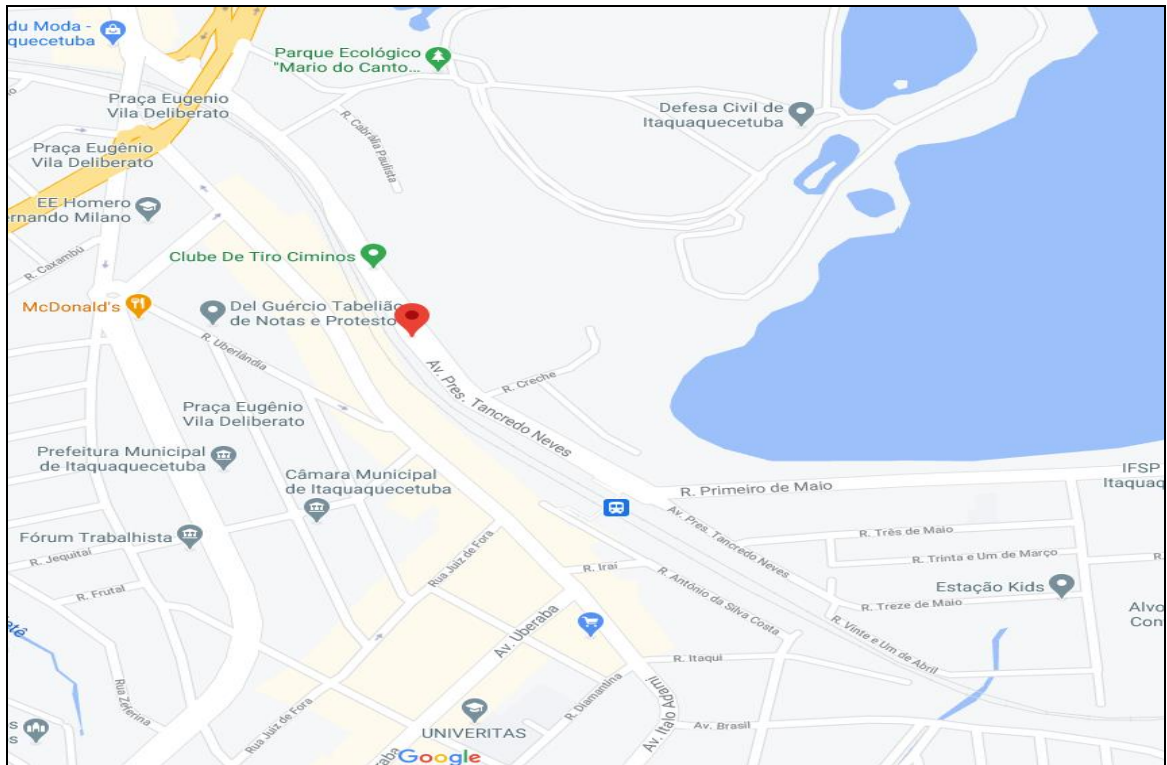 du Moda -
quecetuba
Parque Ecológico
"Mario do Canto...
Praça Eugenio
Vila Deliberato
Defesa Civil de
Itaquaquecetuba
R. Cabrália Paulista
Praça Eugênio
Vila Deliberato
EE Homero
ernando Milano
R. Caxambú
Clube De Tiro Ciminos
McDonald's
Del Guércio Tabelião
de Notas e Protesto
R. Uberlândia
Av. Pres. Tancredo Neves
R. Creche
Praça Eugênio
Vila Deliberato
Prefeitura Municipal
de Itaquaquecetuba
Câmara Municipal
de Itaquaquecetuba
IFSP
Itaquaq
R. Primeiro de Maio
Av. Pres. Tancredo Neves
R. Três de Maio
Fórum Trabalhista
R. Jequitaí
Rua Juiz de Fora
R. Iraí
R. Trinta e Um de Março
R.
R. Frutal
R. Antônio da Silva Costa
Estação Kids
R. Treze de Maio
Alvo
Con
etê
Av. Uberaba
R. Vinte e Um de Abril
R. Itaqui
Rua Zeferina
R. Diamantina
Av. Ítalo Adami
Rua Juiz de Fora
UNIVERITAS
Av. Brasil
s
s
aba
Google